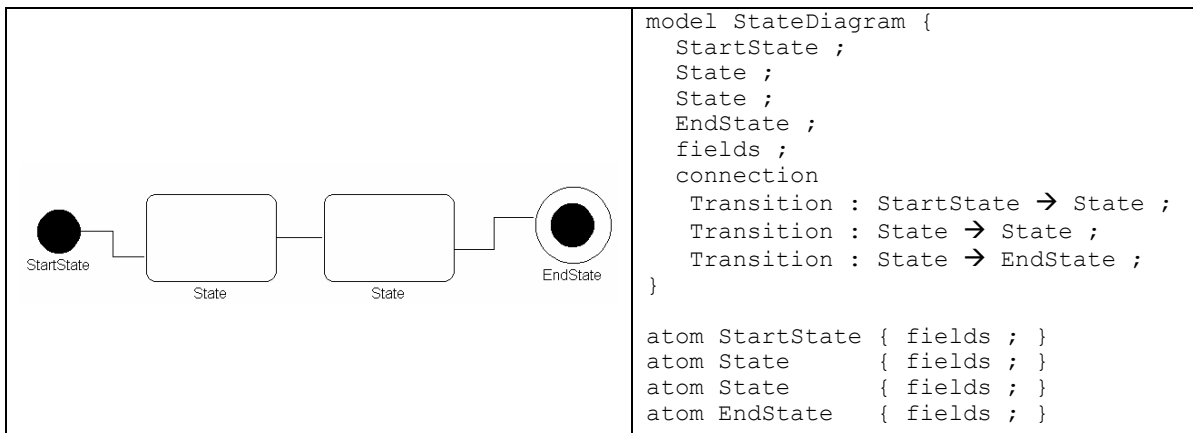 StartState
State
State
EndState
model StateDiagram {
StartState ;
State ;
State ;
EndState ;
fields ;
connection
Transition : StartState → State ;
Transition : State → State ;
Transition : State → EndState ;
}
atom StartState { fields ; }
atom State { fields ; }
atom State { fields ; }
atom EndState { fields ; }